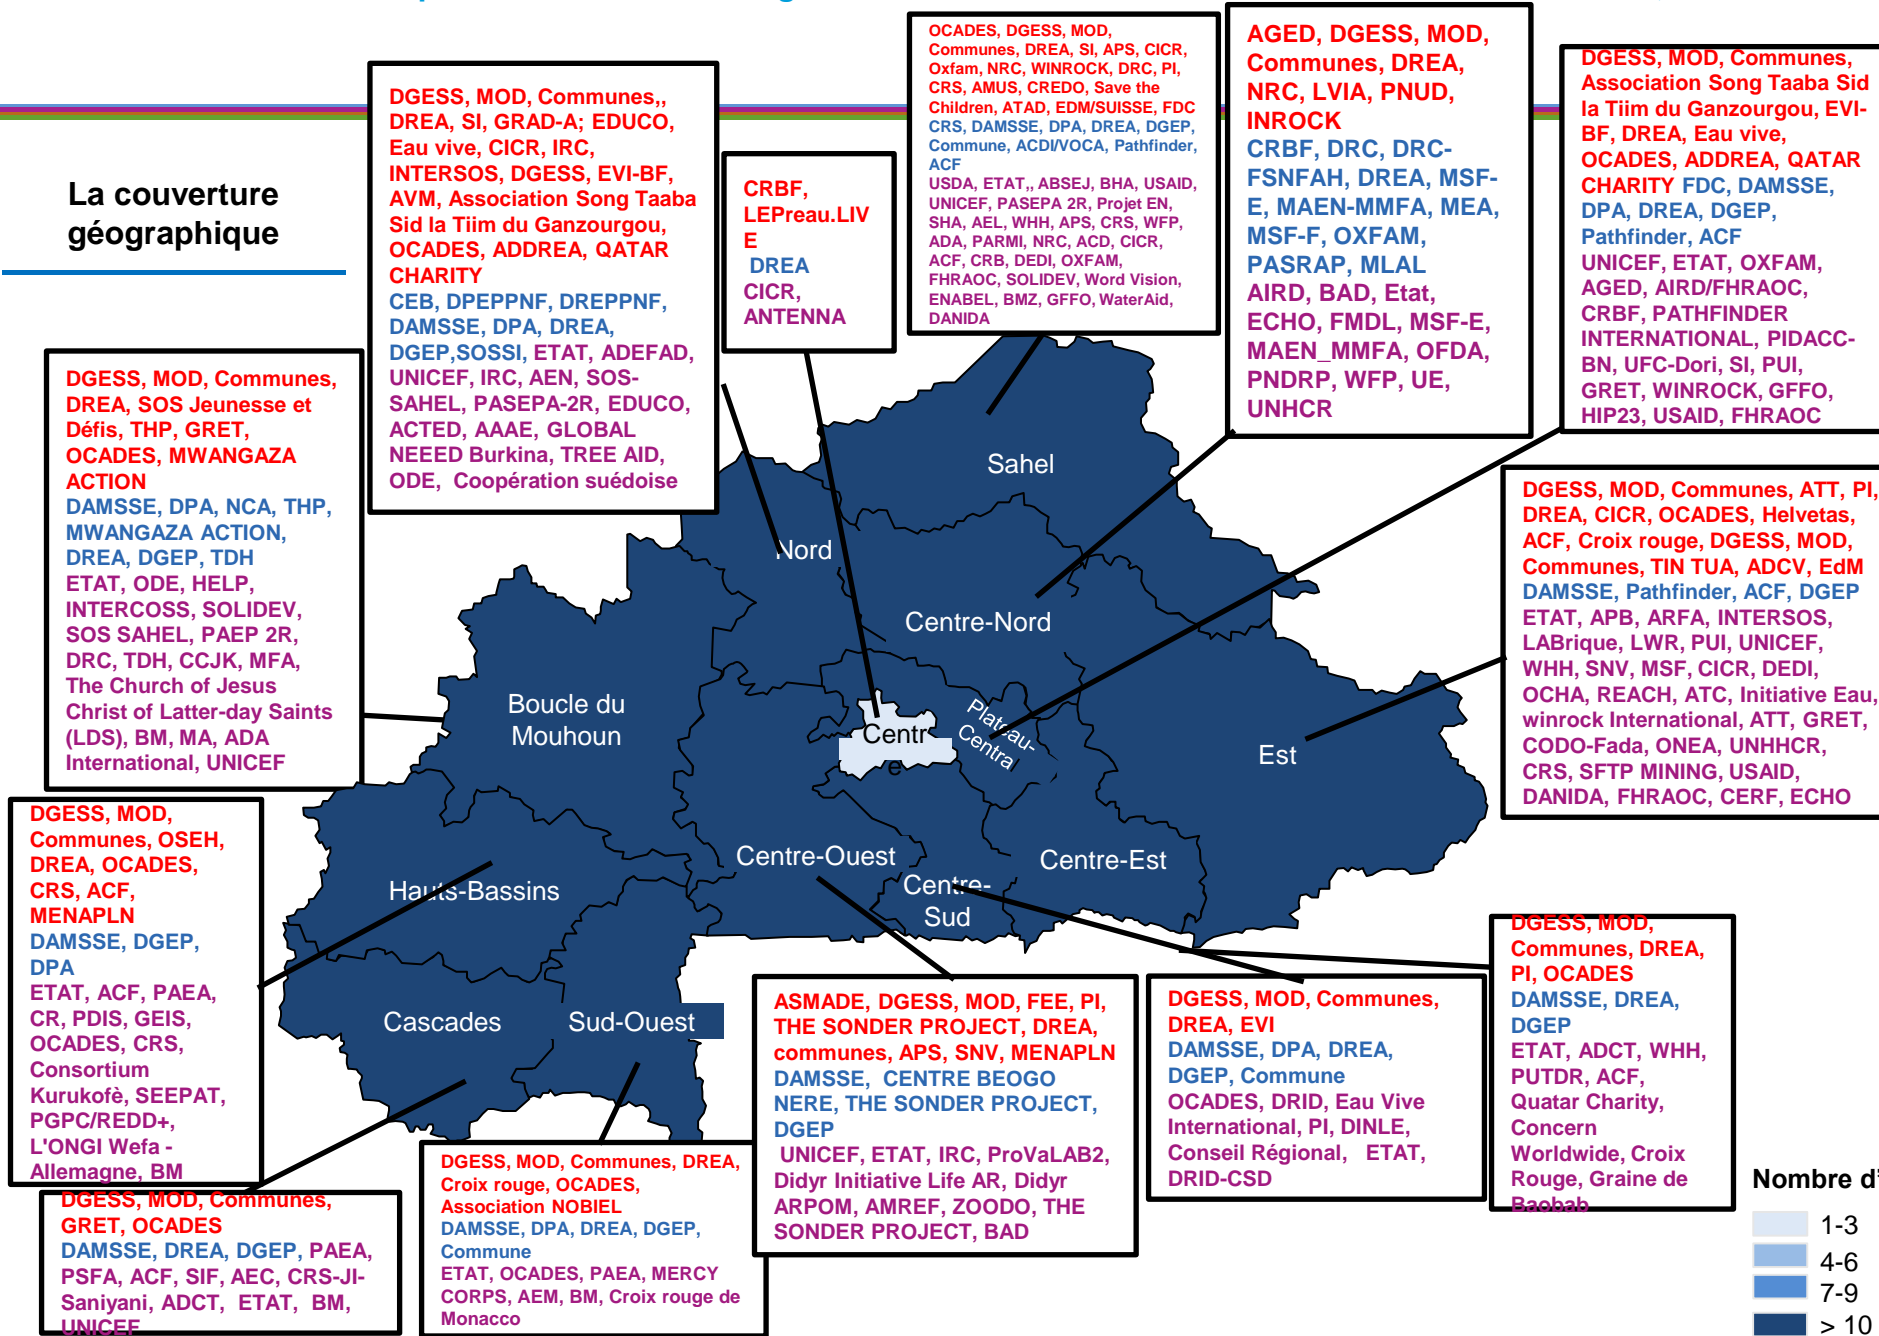 La couverture
géographique
DGESS, MOD, Communes,,
DREA, SI, GRAD-A; EDUCO,
Eau vive, CICR, IRC,
INTERSOS, DGESS, EVI-BF,
AVM, Association Song Taaba
Sid la Tiim du Ganzourgou,
OCADES, ADDREA, QATAR
CHARITY
CEB, DPEPPNF, DREPPNF,
DAMSSE, DPA, DREA,
DGEP,SOSSI, ETAT, ADEFAD,
UNICEF, IRC, AEN, SOS-
SAHEL, PASEPA-2R, EDUCO,
ACTED, AAAE, GLOBAL
NEEED Burkina, TREE AID,
ODE, Coopération suédoise
CRBF,
LEPreau.LIV
E
DREA
CICR,
ANTENNA
OCADES, DGESS, MOD,
Communes, DREA, SI, APS, CICR,
Oxfam, NRC, WINROCK, DRC, PI,
CRS, AMUS, CREDO, Save the
Children, ATAD, EDM/SUISSE, FDC
CRS, DAMSSE, DPA, DREA, DGEP,
Commune, ACDI/VOCA, Pathfinder,
ACF
USDA, ETAT,, ABSEJ, BHA, USAID,
UNICEF, PASEPA 2R, Projet EN,
SHA, AEL, WHH, APS, CRS, WFP,
ADA, PARMI, NRC, ACD, CICR,
ACF, CRB, DEDI, OXFAM,
FHRAOC, SOLIDEV, Word Vision,
ENABEL, BMZ, GFFO, WaterAid,
DANIDA
AGED, DGESS, MOD,
Communes, DREA,
NRC, LVIA, PNUD,
INROCK
CRBF, DRC, DRC-
FSNFAH, DREA, MSF-
E, MAEN-MMFA, MEA,
MSF-F, OXFAM,
PASRAP, MLAL
AIRD, BAD, Etat,
ECHO, FMDL, MSF-E,
MAEN_MMFA, OFDA,
PNDRP, WFP, UE,
UNHCR
DGESS, MOD, Communes,
Association Song Taaba Sid
la Tiim du Ganzourgou, EVI-
BF, DREA, Eau vive,
OCADES, ADDREA, QATAR
CHARITY FDC, DAMSSE,
DPA, DREA, DGEP,
Pathfinder, ACF
UNICEF, ETAT, OXFAM,
AGED, AIRD/FHRAOC,
CRBF, PATHFINDER
INTERNATIONAL, PIDACC-
BN, UFC-Dori, SI, PUI,
GRET, WINROCK, GFFO,
HIP23, USAID, FHRAOC
DGESS, MOD, Communes,
DREA, SOS Jeunesse et
Défis, THP, GRET,
OCADES, MWANGAZA
ACTION
DAMSSE, DPA, NCA, THP,
MWANGAZA ACTION,
DREA, DGEP, TDH
ETAT, ODE, HELP,
INTERCOSS, SOLIDEV,
SOS SAHEL, PAEP 2R,
DRC, TDH, CCJK, MFA,
The Church of Jesus
Christ of Latter-day Saints
(LDS), BM, MA, ADA
International, UNICEF
DGESS, MOD, Communes, ATT, PI,
DREA, CICR, OCADES, Helvetas,
ACF, Croix rouge, DGESS, MOD,
Communes, TIN TUA, ADCV, EdM
DAMSSE, Pathfinder, ACF, DGEP
ETAT, APB, ARFA, INTERSOS,
LABrique, LWR, PUI, UNICEF,
WHH, SNV, MSF, CICR, DEDI,
OCHA, REACH, ATC, Initiative Eau,
winrock International, ATT, GRET,
CODO-Fada, ONEA, UNHHCR,
CRS, SFTP MINING, USAID,
DANIDA, FHRAOC, CERF, ECHO
Sahel
Nord
Centre-Nord
Boucle du
Mouhoun
Centr
e
Plateau-
Centra
Est
Centre-Ouest
Centre-Est
Centre-
Sud
Hauts-Bassins
Cascades
Sud-Ouest
DGESS, MOD,
Communes, OSEH,
DREA, OCADES,
CRS, ACF,
MENAPLN
DAMSSE, DGEP,
DPA
ETAT, ACF, PAEA,
CR, PDIS, GEIS,
OCADES, CRS,
Consortium
Kurukofè, SEEPAT,
PGPC/REDD+,
L'ONGI Wefa -
Allemagne, BM
DGESS, MOD, Communes,
GRET, OCADES
DAMSSE, DREA, DGEP, PAEA,
PSFA, ACF, SIF, AEC, CRS-JI-
Saniyani, ADCT, ETAT, BM,
UNICEF
DGESS, MOD, Communes, DREA,
Croix rouge, OCADES,
Association NOBIEL
DAMSSE, DPA, DREA, DGEP,
Commune
ETAT, OCADES, PAEA, MERCY
CORPS, AEM, BM, Croix rouge de
Monacco
ASMADE, DGESS, MOD, FEE, PI,
THE SONDER PROJECT, DREA,
communes, APS, SNV, MENAPLN
DAMSSE, CENTRE BEOGO
NERE, THE SONDER PROJECT,
DGEP
UNICEF, ETAT, IRC, ProVaLAB2,
Didyr Initiative Life AR, Didyr
ARPOM, AMREF, ZOODO, THE
SONDER PROJECT, BAD
DGESS, MOD, Communes,
DREA, EVI
DAMSSE, DPA, DREA,
DGEP, Commune
OCADES, DRID, Eau Vive
International, PI, DINLE,
Conseil Régional, ETAT,
DRID-CSD
DGESS, MOD,
Communes, DREA,
PI, OCADES
DAMSSE, DREA,
DGEP
ETAT, ADCT, WHH,
PUTDR, ACF,
Quatar Charity,
Concern
Worldwide, Croix
Rouge, Graine de
Baobab
Nombre d'
1-3
4-6
7-9
> 10